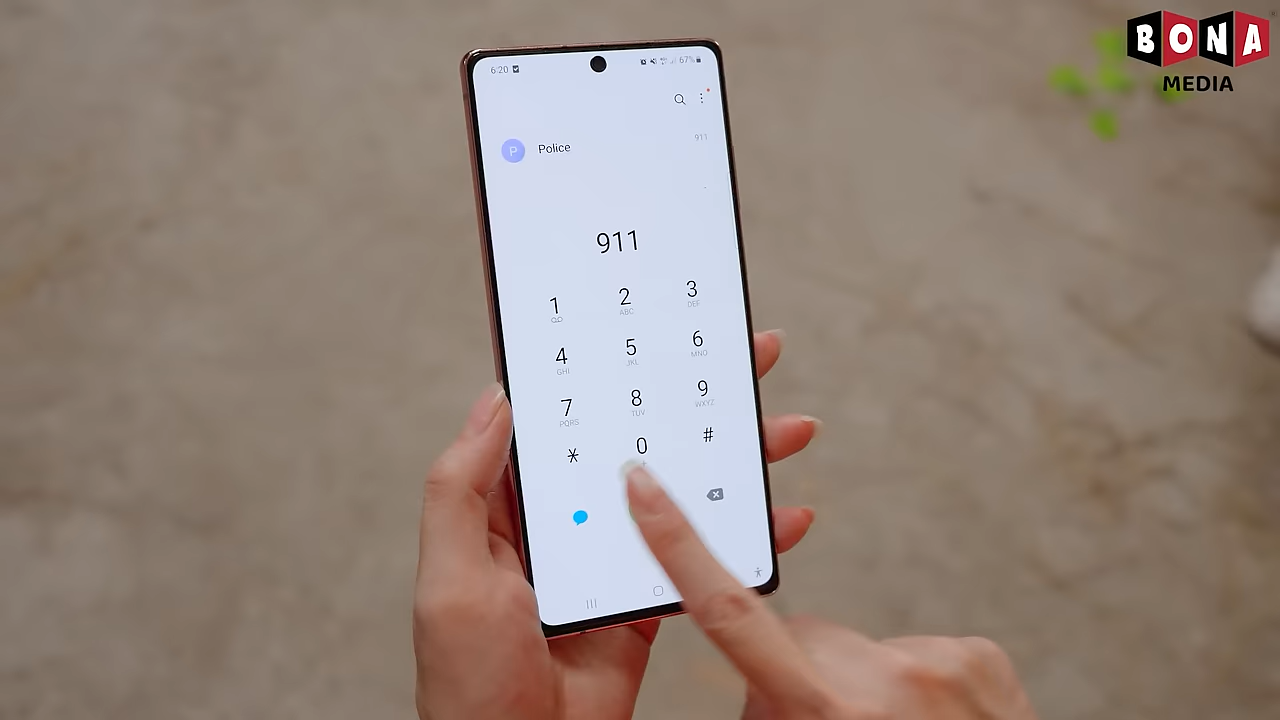 BONA
MEDIA
6:20
67%
P
Police
911
911
1
2
ABC
3
DEF
4
GHI
5
JKL
6
MNO
7
PQRS
8
TUV
9
WXYZ
*
0
+
#